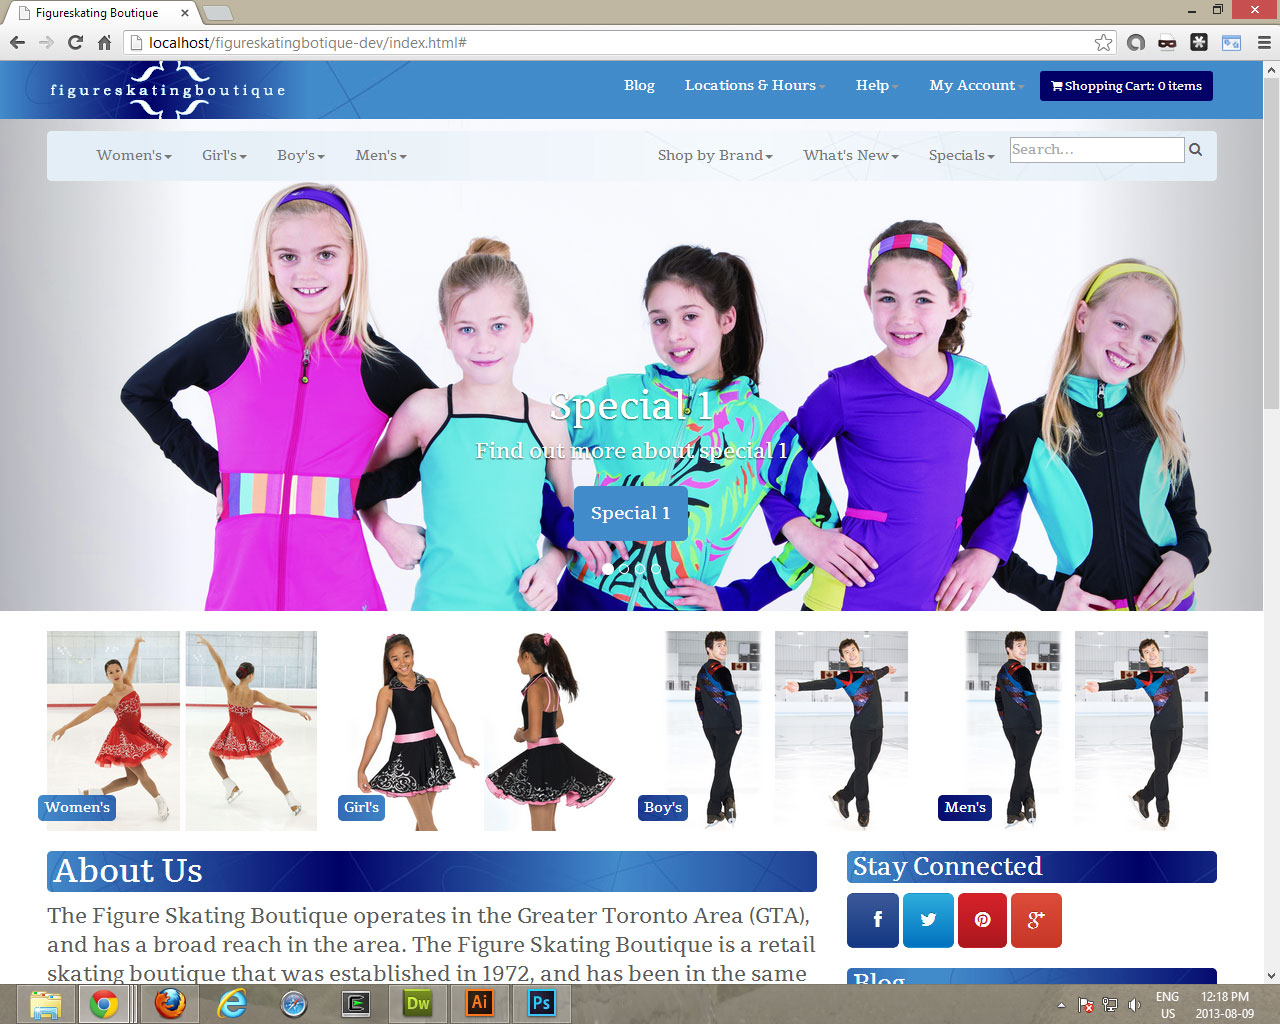 Figureskating Boutique
localhost/figureskatingbotique-dev/index.html#
figureskatingboutique
Blog
Locations & Hours
Help
My Account
Shopping Cart: 0 items
Women's
Girl's
Boy's
Men's
Shop by Brand
What's New
Specials
Search...
Special 1
Find out more about special 1
Special 1
Women's
Girl's
Boy's
Men's
About Us
The Figure Skating Boutique operates in the Greater Toronto Area (GTA),
and has a broad reach in the area. The Figure Skating Boutique is a retail
skating boutique that was established in 1972, and has been in the same
Stay Connected
f
g+
Blog
Dw
Ai
Ps
ENG
US
12:18 PM
2013-08-09